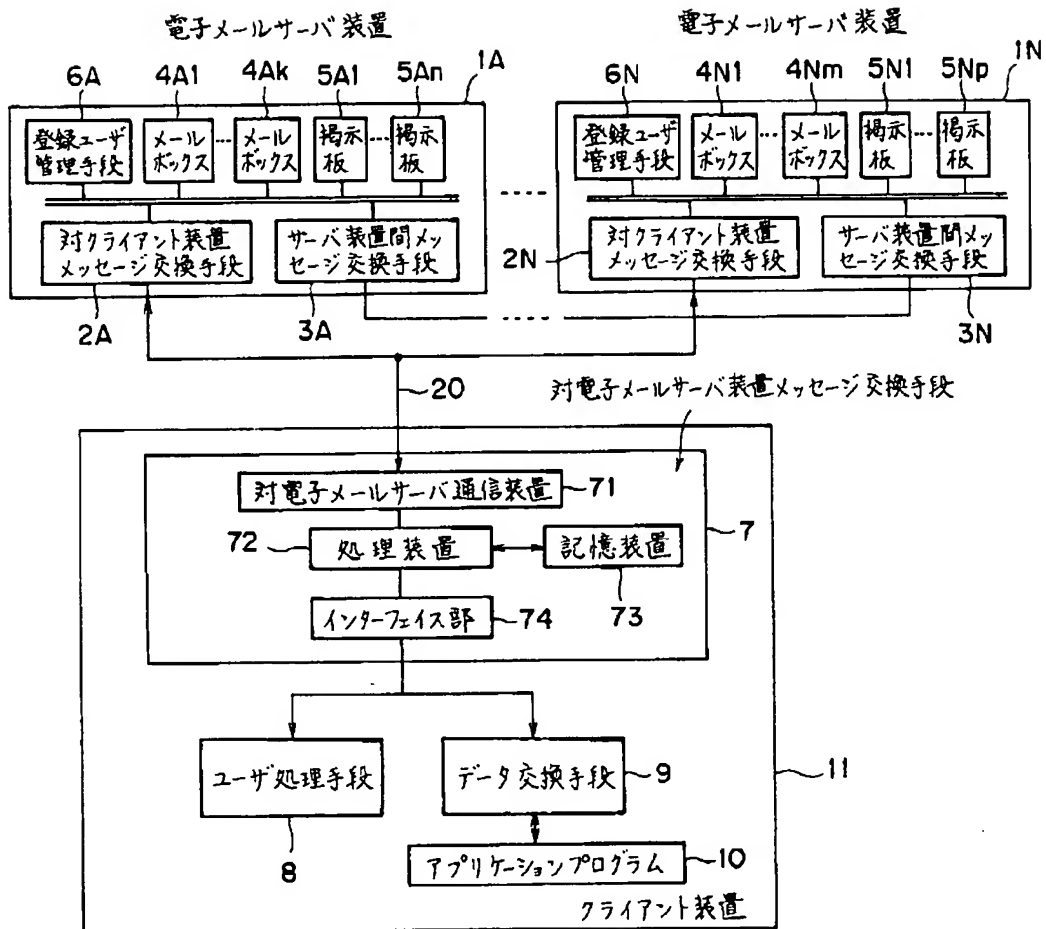 電子メールサーバ装置
電子メールサーバ装置
6A
4A1
4Ak
5A1
5An
1A
6N
4N1
4Nm
5N1
5Np
1N
登録ユーザ
管理手段
メール
ボックス
...
メール
ボックス
掲示
板
...
掲示
板
登録ユーザ
管理手段
メール
ボックス
...
メール
ボックス
掲示
板
...
掲示
板
対クライアント装置
メッセージ交換手段
サーバ装置間メッ
セージ交換手段
対クライアント装置
メッセージ交換手段
サーバ装置間メッ
セージ交換手段
2A
3A
2N
3N
20
対電子メールサーバ装置メッセージ交換手段
対電子メールサーバ通信装置
71
72
処理装置
記憶装置
7
インターフェイス部
74
73
ユーザ処理手段
データ交換手段
9
11
8
アプリケーションプログラム
10
クライアント装置